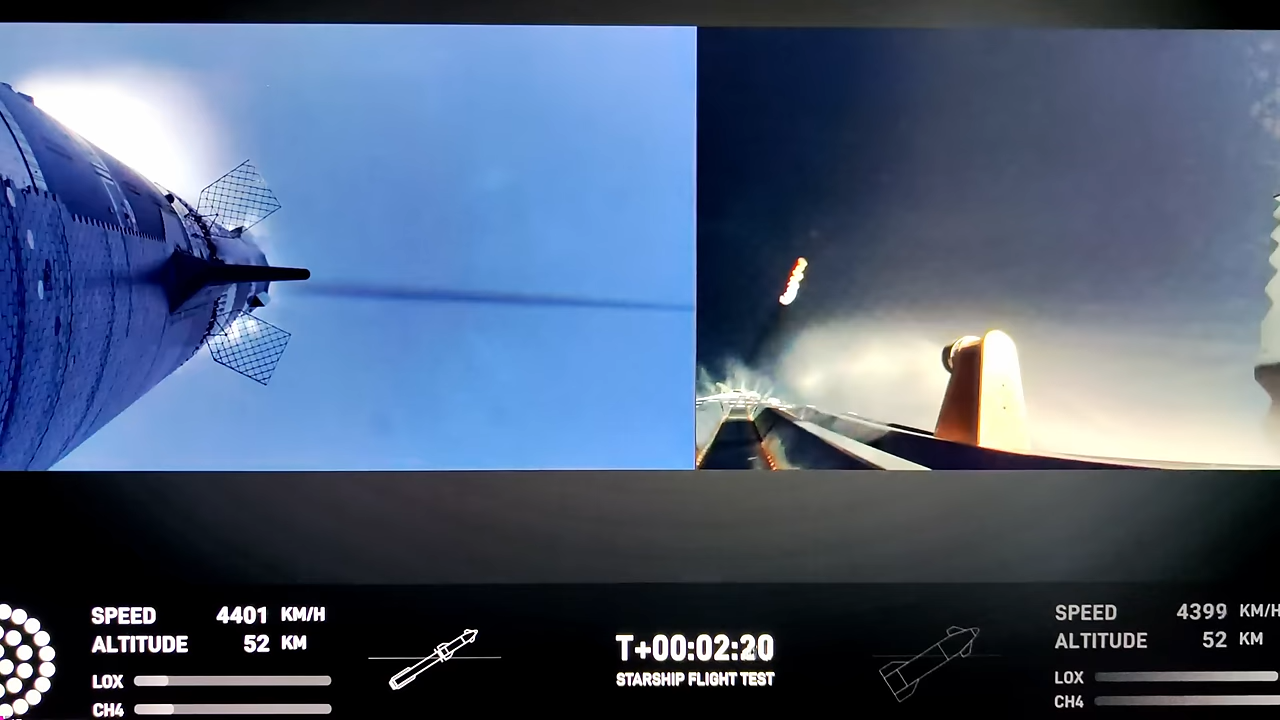 SPEED 4401 KM/H
ALTITUDE 52 KM
LOX
CH4
T+00:02:20
STARSHIP FLIGHT TEST
SPEED 4399 KM/H
ALTITUDE 52 KM
LOX
CH4